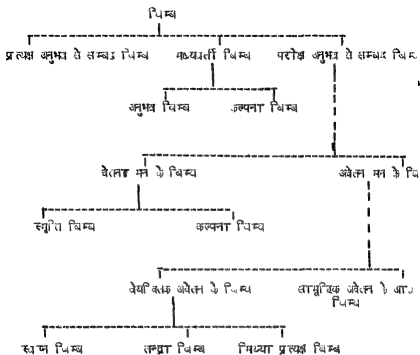 बिम्ब
प्रत्यक्ष अनुभव से सम्बद्ध बिम्ब मध्यवर्ती बिम्ब परोक्ष अनुभव से सम्बद्ध बिम्ब
अनुभव बिम्ब कल्पना बिम्ब
चेतना मन के बिम्ब अचेतन मन के बि
स्मृति बिम्ब कल्पना बिम्ब
वैयक्तिक अचेतन के बिम्ब सामूहिक अचेतन के आद्य
बिम्ब
स्वप्न बिम्ब तन्द्रा बिम्ब मिथ्या प्रत्यक्ष बिम्ब